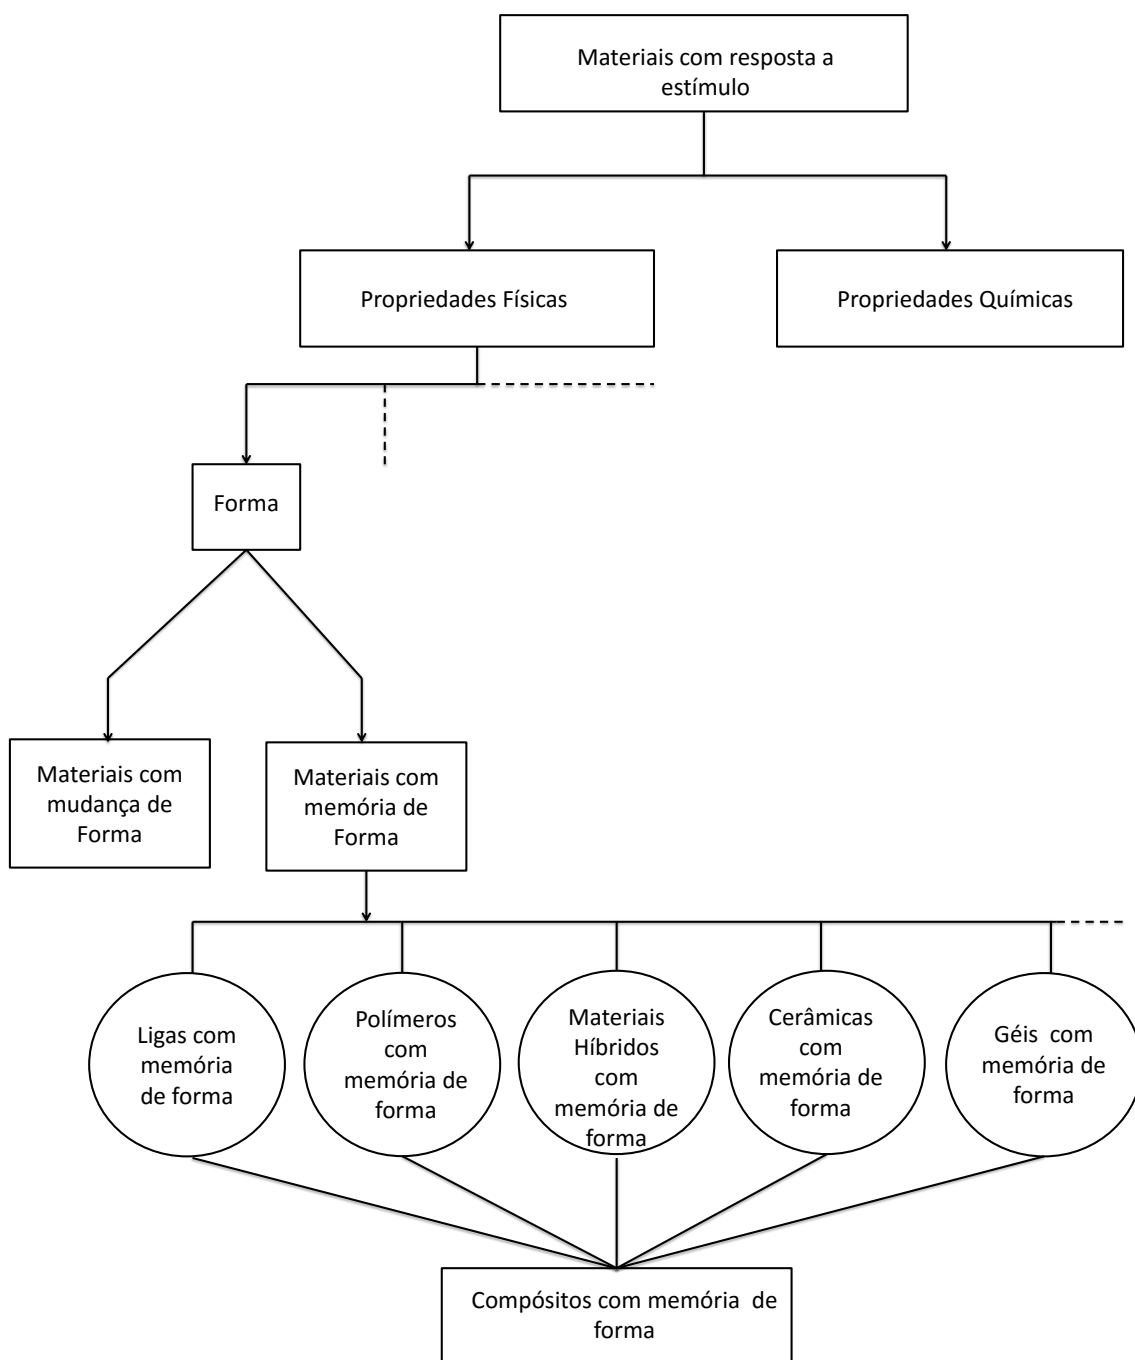 Materiais com resposta a
estímulo
Propriedades Físicas
Propriedades Químicas
Forma
Materiais com
mudança de
Forma
Materiais com
memória de
Forma
Ligas com
memória
de forma
Polímeros
com
memória de
forma
Materiais
Híbridos
com
memória de
forma
Cerâmicas
com
memória de
forma
Géis com
memória de
forma
Compósitos com memória de
forma